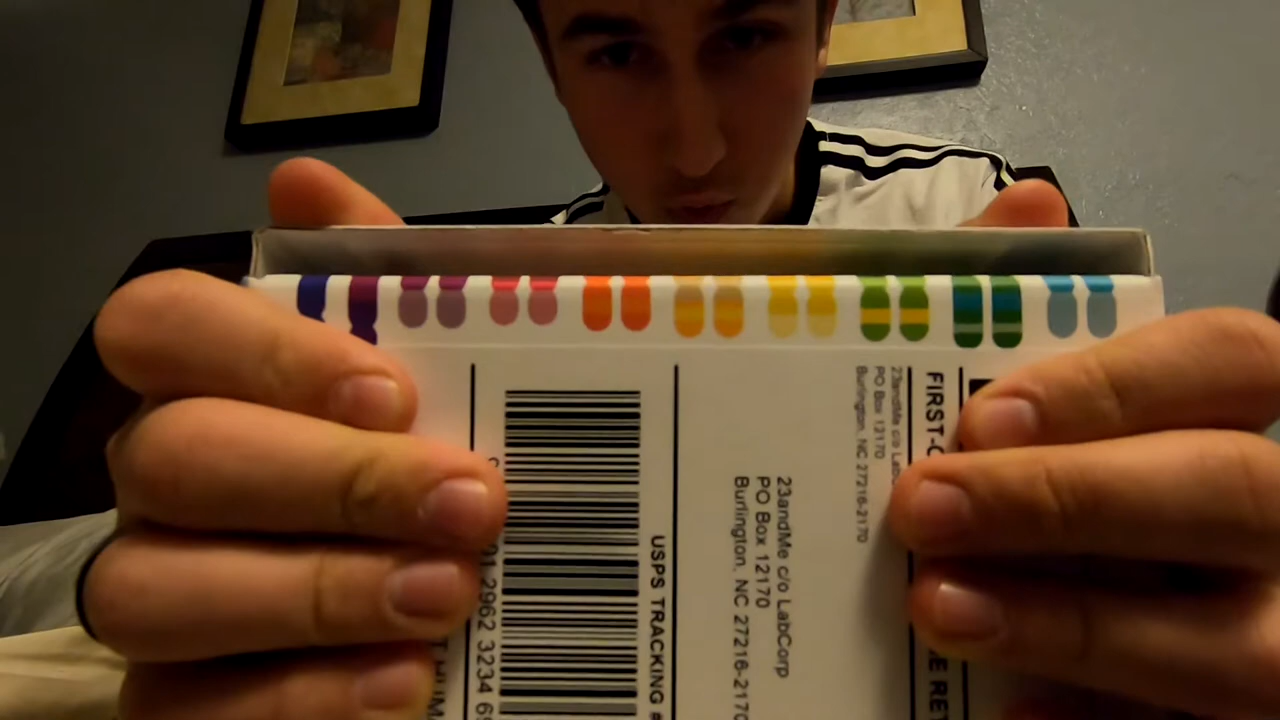 FIRST-C
23andMe c/o Lab
PO Box 12170
Burlington, NC 27216-2170
23andMe c/o LabCorp
PO Box 12170
Burlington, NC 27216-2170
USPS TRACKING #
2962 3234